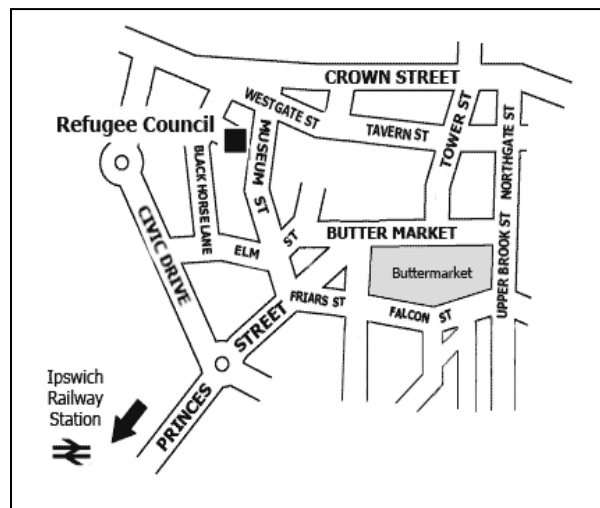 CROWN STREET
WESTGATE ST
TAVERN ST
TOWER ST
NORTHGATE ST
Refugee Council
MUSEUM ST
BLACK HORSE LANE
CIVIC DRIVE
ELM ST
BUTTER MARKET
Buttermarket
UPPER BROOK ST
FRIARS ST
FALCON ST
PRINCES STREET
Ipswich
Railway
Station